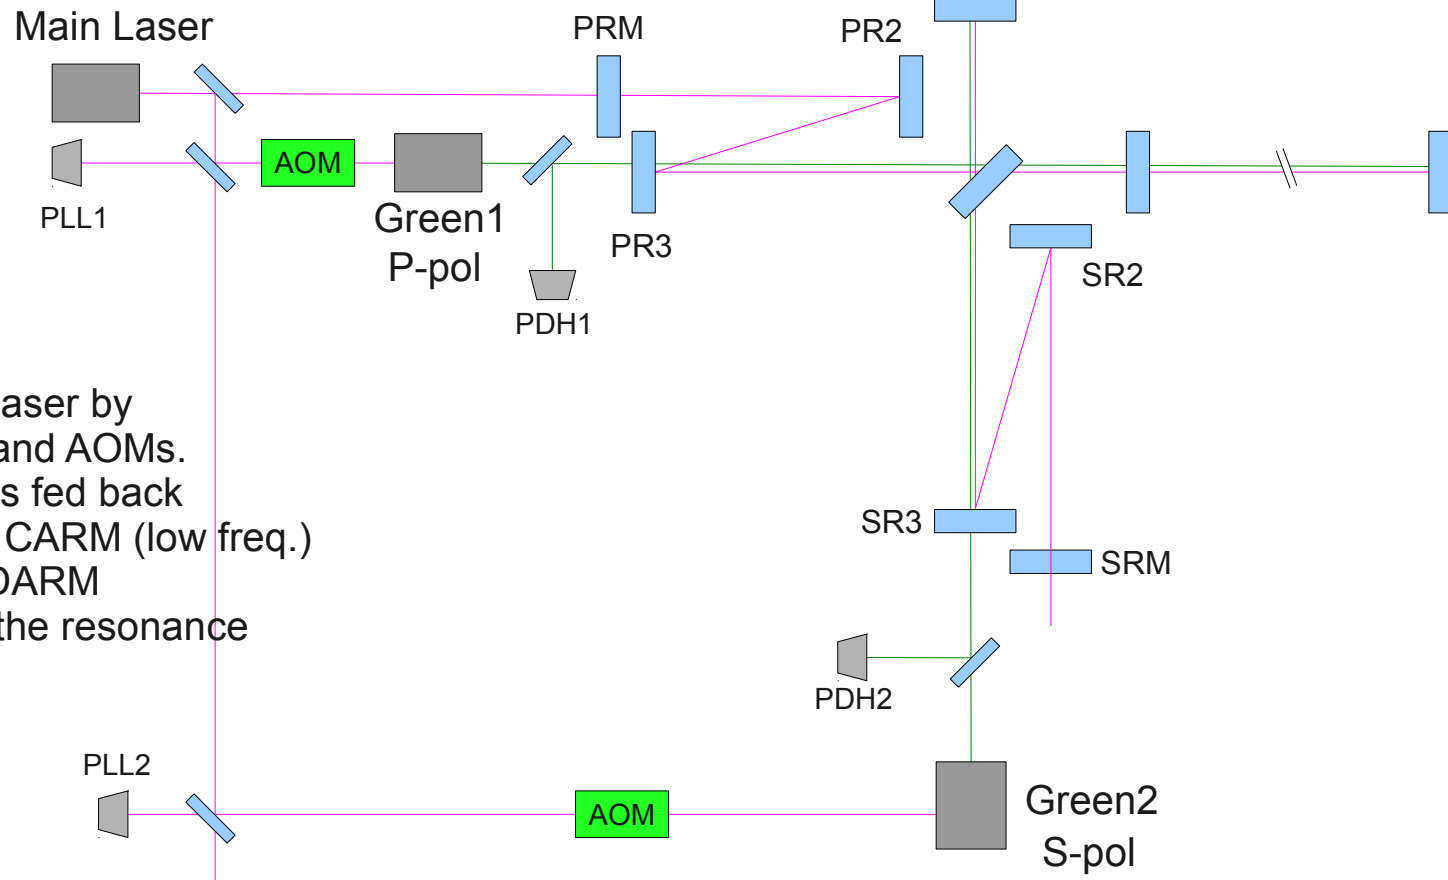 Main Laser
PRM
PR2
AOM
PLL1
Green1
P-pol
PR3
SR2
PDH1
aser by
and AOMs.
s fed back
CARM (low freq.)
DARM
the resonance
SR3
SRM
PDH2
PLL2
AOM
Green2
S-pol